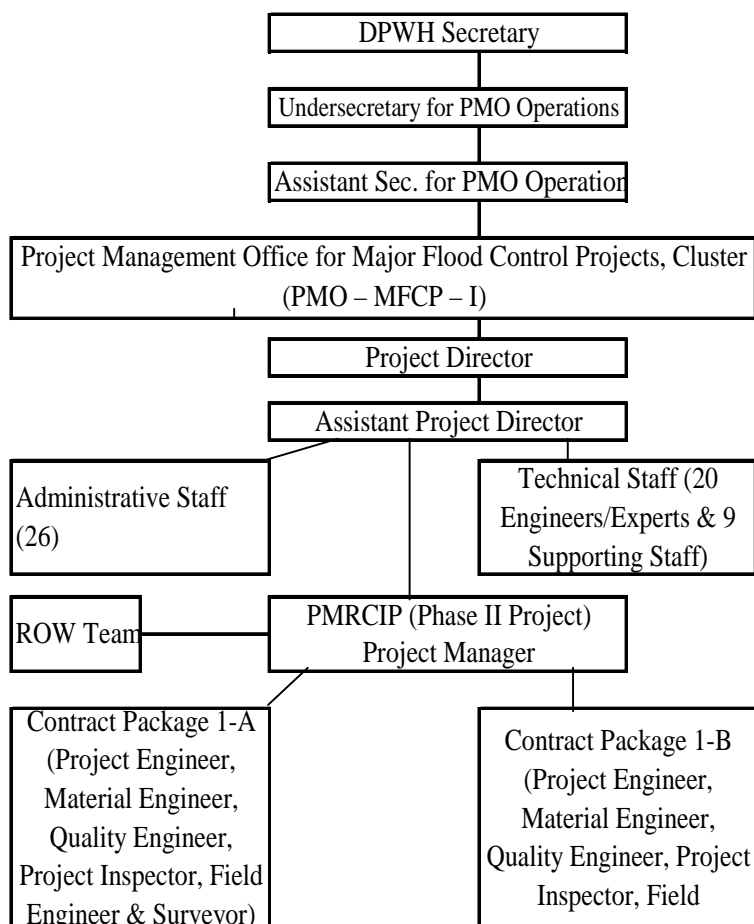 DPWH Secretary
Undersecretary for PMO Operations
Assistant Sec. for PMO Operation
Project Management Office for Major Flood Control Projects, Cluster
(PMO – MFCP – I)
Project Director
Assistant Project Director
Administrative Staff
(26)
Technical Staff (20
Engineers/Experts & 9
Supporting Staff)
ROW Team
PMRCIP (Phase II Project)
Project Manager
Contract Package 1-A
(Project Engineer,
Material Engineer,
Quality Engineer,
Project Inspector, Field
Engineer & Surveyor)
Contract Package 1-B
(Project Engineer,
Material Engineer,
Quality Engineer, Project
Inspector, Field